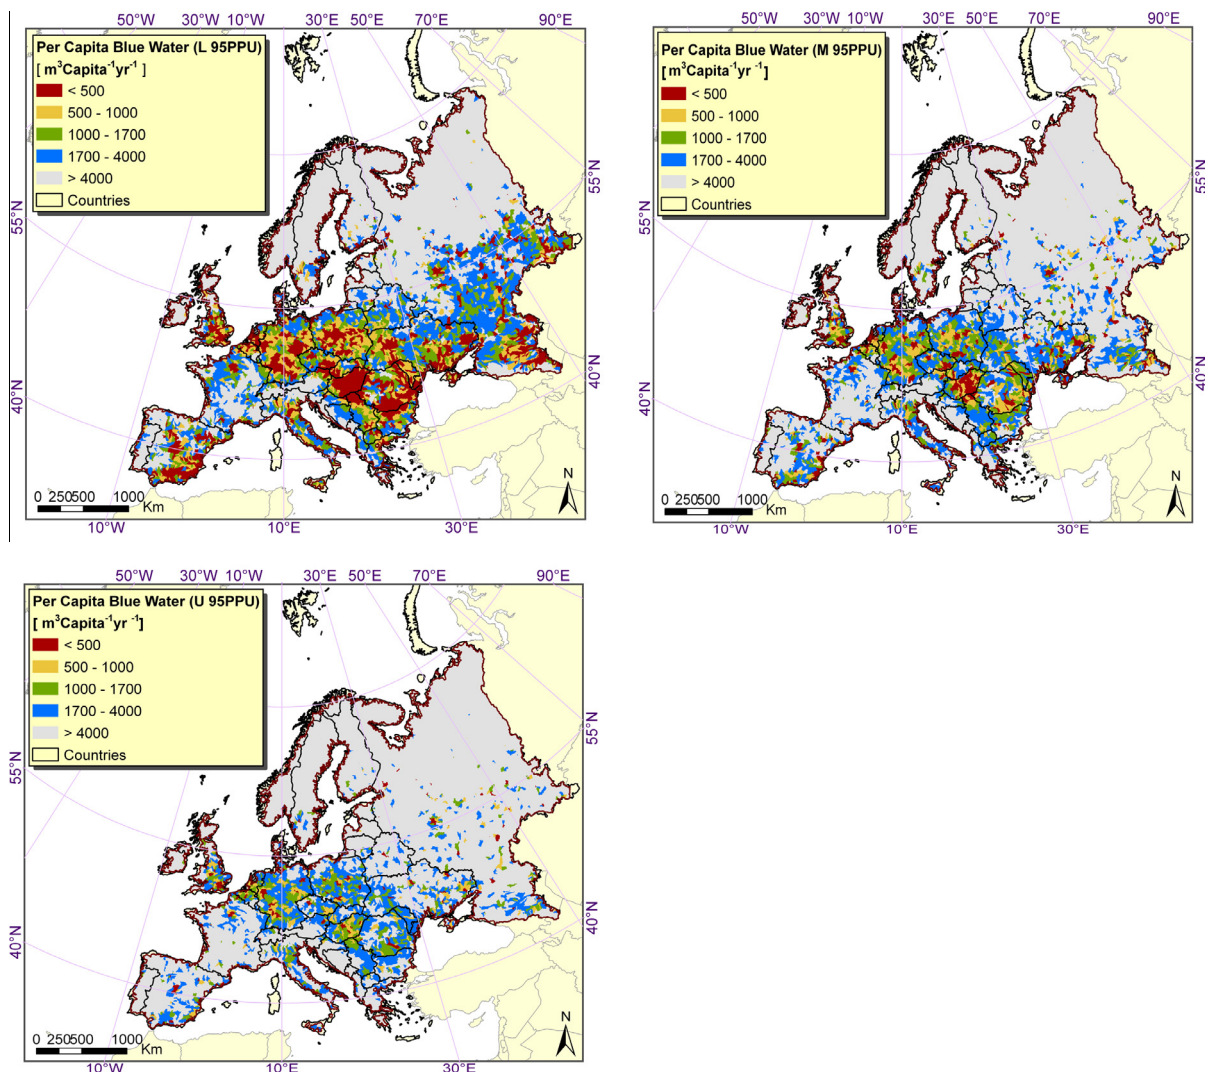 50°W 30°W 10°W 30°E 50°E 70°E 90°E
Per Capita Blue Water (L 95PPU)
[ m³Capita⁻¹yr⁻¹ ]
< 500
500 - 1000
1000 - 1700
1700 - 4000
> 4000
Countries
55°N
55°N
40°N
40°N
N
0 250500 1000
Km
10°W 10°E 30°E
50°W 30°W 10°W 30°E 50°E 70°E 90°E
Per Capita Blue Water (M 95PPU)
[ m³Capita⁻¹yr⁻¹]
< 500
500 - 1000
1000 - 1700
1700 - 4000
> 4000
Countries
55°N
55°N
40°N
40°N
N
0 250500 1000
Km
10°W 10°E 30°E
50°W 30°W 10°W 30°E 50°E 70°E 90°E
Per Capita Blue Water (U 95PPU)
[ m³Capita⁻¹yr ⁻¹]
< 500
500 - 1000
1000 - 1700
1700 - 4000
> 4000
Countries
55°N
55°N
40°N
40°N
N
0 250500 1000
Km
10°W 10°E 30°E